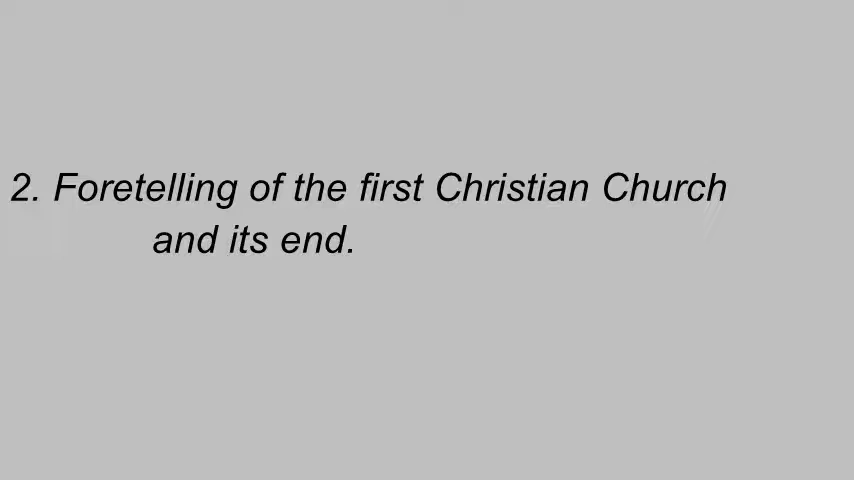 2. Foretelling of the first Christian Church
and its end.